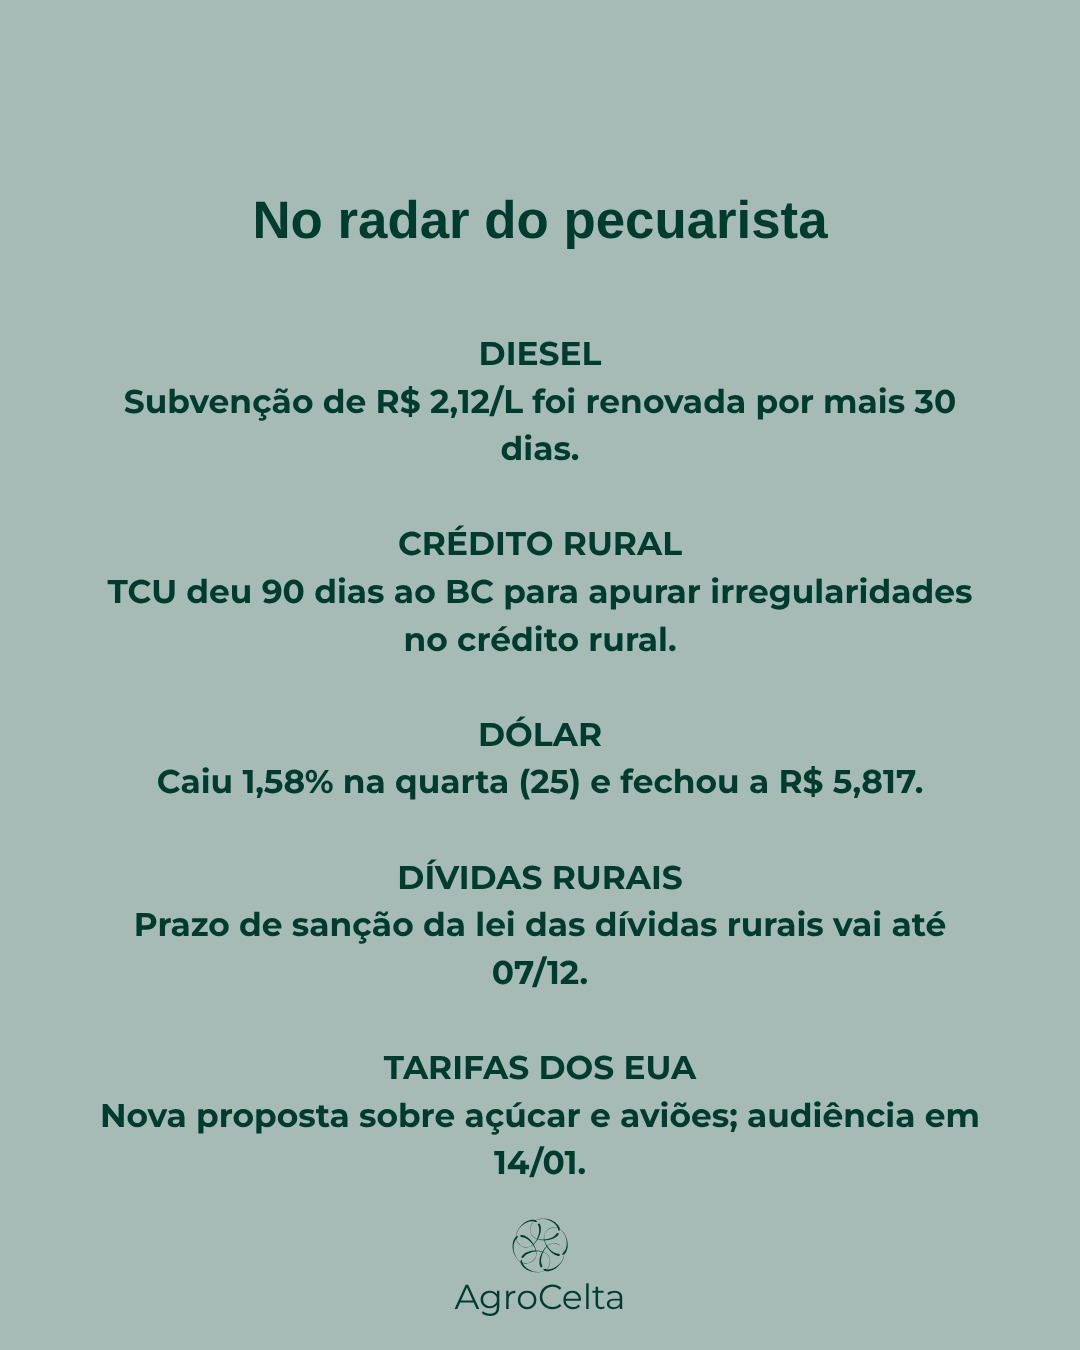 No radar do pecuarista
DIESEL
Subvenção de R$ 2,12/L foi renovada por mais 30
dias.
CRÉDITO RURAL
TCU deu 90 dias ao BC para apurar irregularidades
no crédito rural.
DÓLAR
Caiu 1,58% na quarta (25) e fechou a R$ 5,817.
DÍVIDAS RURAIS
Prazo de sanção da lei das dívidas rurais vai até
07/12.
TARIFAS DOS EUA
Nova proposta sobre açúcar e aviões; audiência em
14/01.
AgroCelta